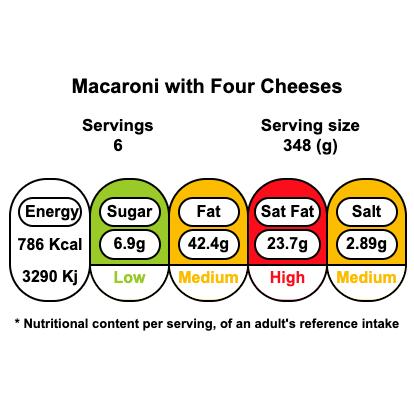 Macaroni with Four Cheeses
Servings
6
Serving size
348 (g)
Energy
786 Kcal
3290 Kj
Sugar
6.9g
Low
Fat
42.4g
Medium
Sat Fat
23.7g
High
Salt
2.89g
Medium
* Nutritional content per serving, of an adult's reference intake